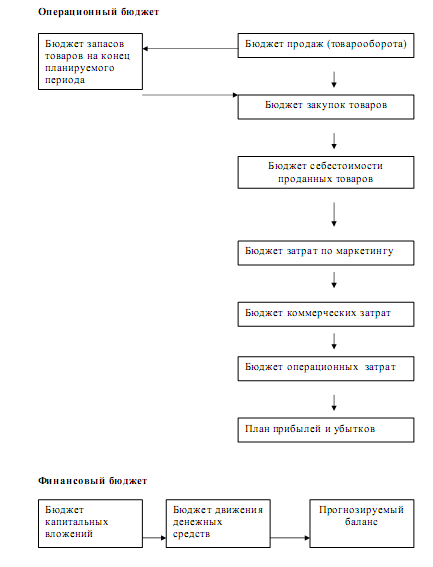 Операционный бюджет
Бюджет запасов
товаров на конец
планируемого
периода
Бюджет продаж (товарооборота)
Бюджет закупок товаров
Бюджет себестоимости
проданных товаров
Бюджет затрат по маркетингу
Бюджет коммерческих затрат
Бюджет операционных затрат
План прибылей и убытков
Финансовый бюджет
Бюджет
капитальных
вложений
Бюджет движения
денежных
средств
Прогнозируемый
баланс